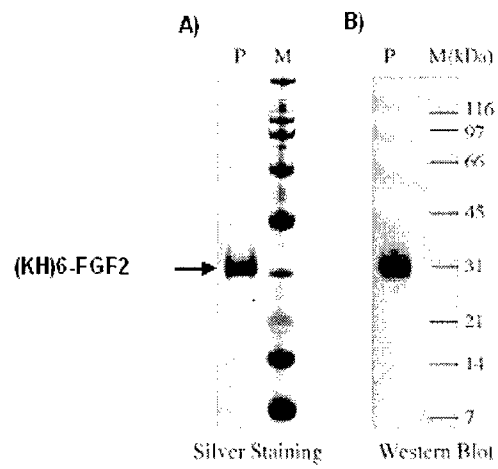 A) B)
P M P M(kDa)
116
97
66
45
(KH)6-FGF2 31
21
14
7
Silver Staining Western Blot